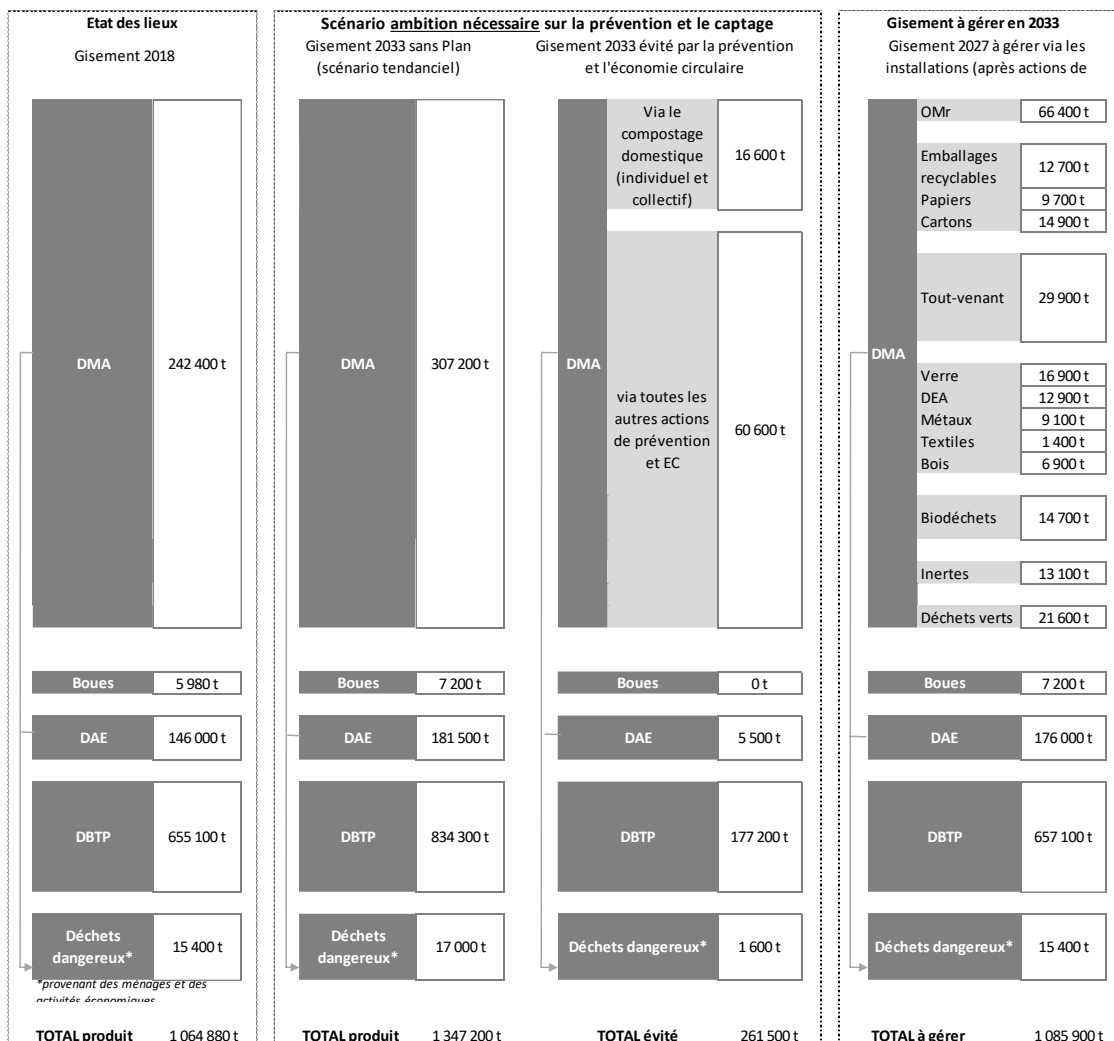 Etat des lieux
Gisement 2018
DMA 242 400 t
Boues 5 980 t
DAE 146 000 t
DBTP 655 100 t
Déchets
dangereux* 15 400 t
*provenant des ménages et des
activités économiques
TOTAL produit 1 064 880 t
Scénario ambition nécessaire sur la prévention et le captage
Gisement 2033 sans Plan
(scénario tendanciel)
DMA 307 200 t
Boues 7 200 t
DAE 181 500 t
DBTP 834 300 t
Déchets
dangereux* 17 000 t
TOTAL produit 1 347 200 t
Gisement 2033 évité par la prévention
et l'économie circulaire
DMA
Via le
compostage
domestique
(individuel et
collectif)
16 600 t
via toutes les
autres actions
de prévention
et EC
60 600 t
Boues 0 t
DAE 5 500 t
DBTP 177 200 t
Déchets dangereux* 1 600 t
TOTAL évité 261 500 t
Gisement à gérer en 2033
Gisement 2027 à gérer via les
installations (après actions de
DMA
OMr 66 400 t
Emballages
recyclables
12 700 t
Papiers 9 700 t
Cartons 14 900 t
Tout-venant 29 900 t
Verre 16 900 t
DEA 12 900 t
Métaux 9 100 t
Textiles 1 400 t
Bois 6 900 t
Biodéchets 14 700 t
Inertes 13 100 t
Déchets verts 21 600 t
Boues 7 200 t
DAE 176 000 t
DBTP 657 100 t
Déchets dangereux* 15 400 t
TOTAL à gérer 1 085 900 t